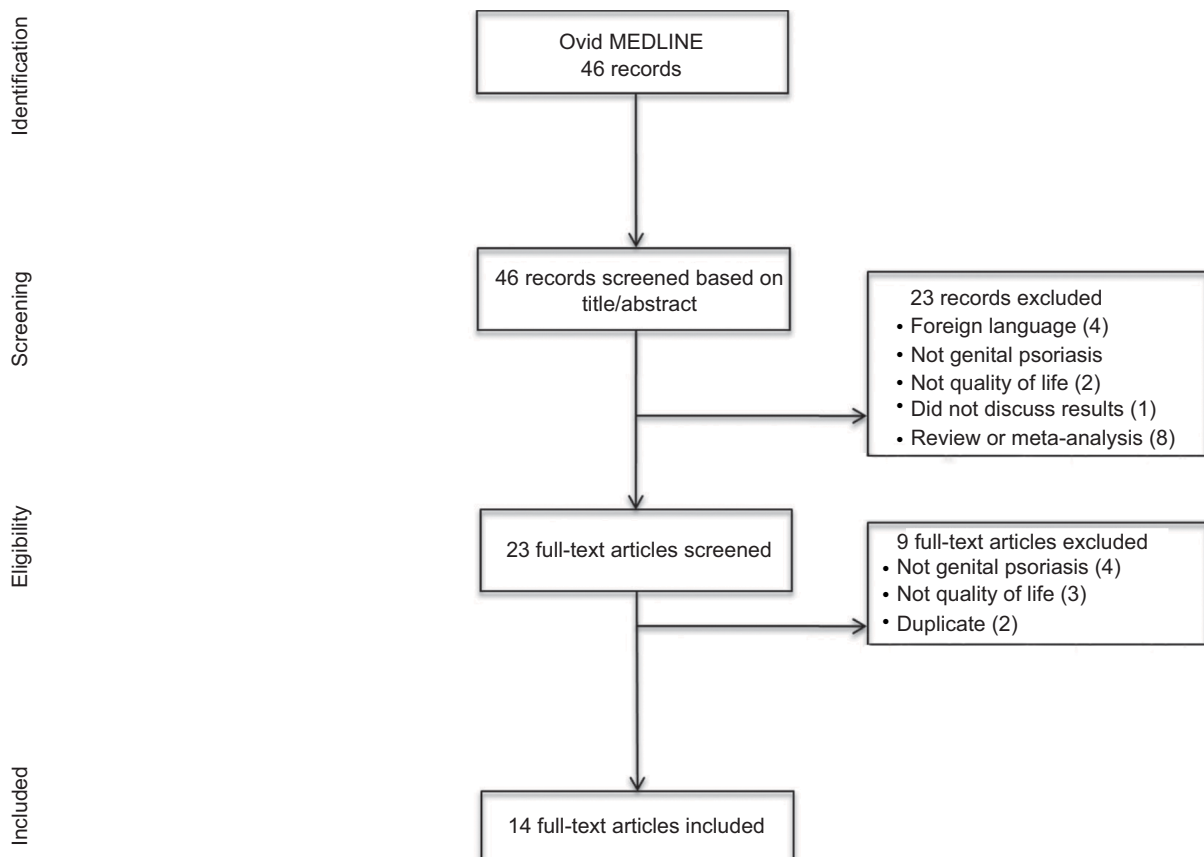 Identification
Ovid MEDLINE
46 records
Screening
46 records screened based on
title/abstract
23 records excluded
• Foreign language (4)
• Not genital psoriasis
• Not quality of life (2)
• Did not discuss results (1)
• Review or meta-analysis (8)
Eligibility
23 full-text articles screened
9 full-text articles excluded
• Not genital psoriasis (4)
• Not quality of life (3)
• Duplicate (2)
Included
14 full-text articles included